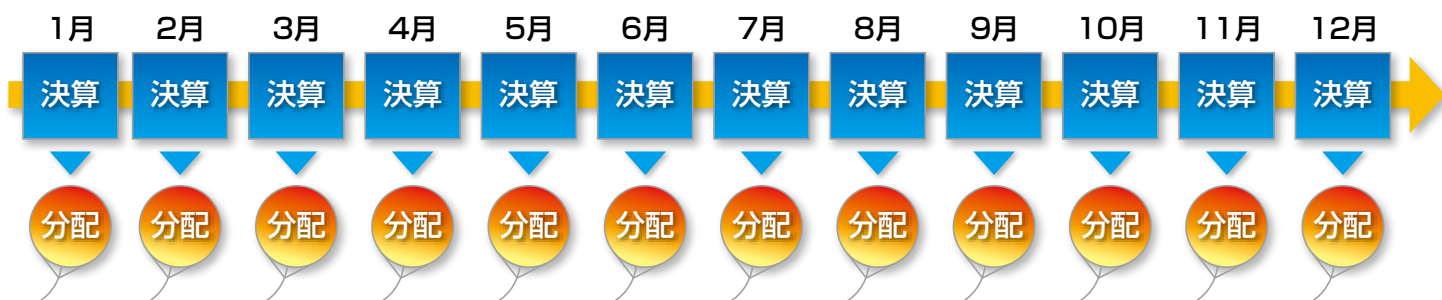 1月 2月 3月 4月 5月 6月 7月 8月 9月 10月 11月 12月
決算 決算 決算 決算 決算 決算 決算 決算 決算 決算 決算 決算
分配 分配 分配 分配 分配 分配 分配 分配 分配 分配 分配 分配